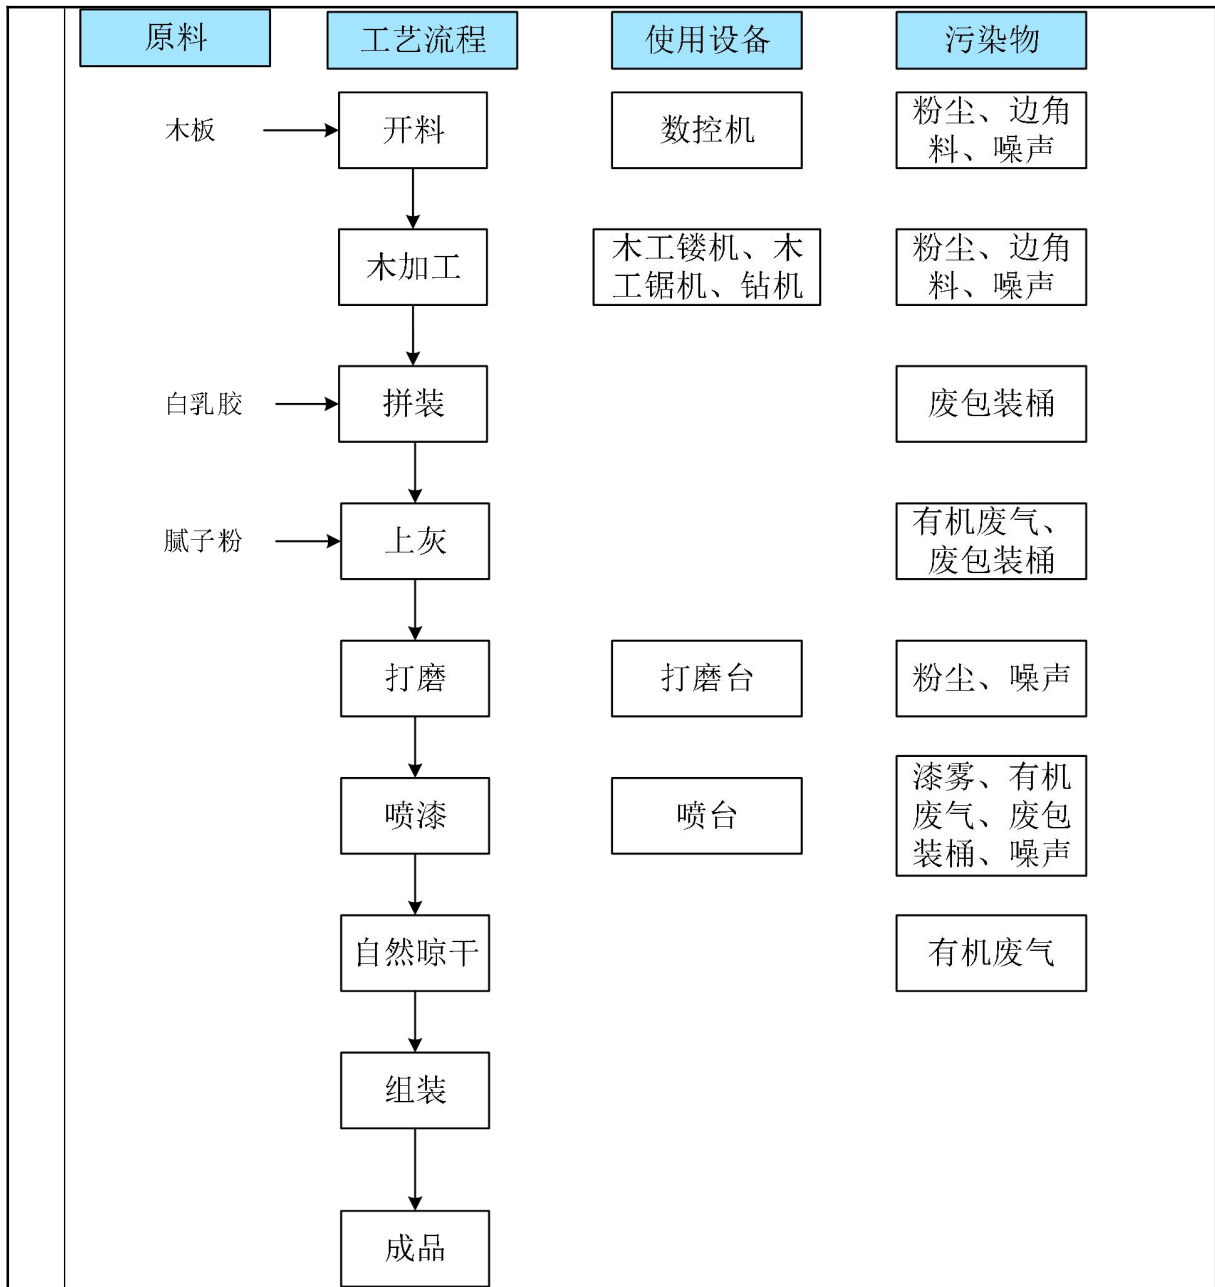 原料 工艺流程 使用设备 污染物
木板 开料 数控机 粉尘、边角
料、噪声
木加工 木工镂机、木
工锯机、钻机
粉尘、边角
料、噪声
白乳胶 拼装 废包装桶
腻子粉 上灰 有机废气、
废包装桶
打磨 打磨台 粉尘、噪声
喷漆 喷台 漆雾、有机
废气、废包
装桶、噪声
自然晾干 有机废气
组装
成品